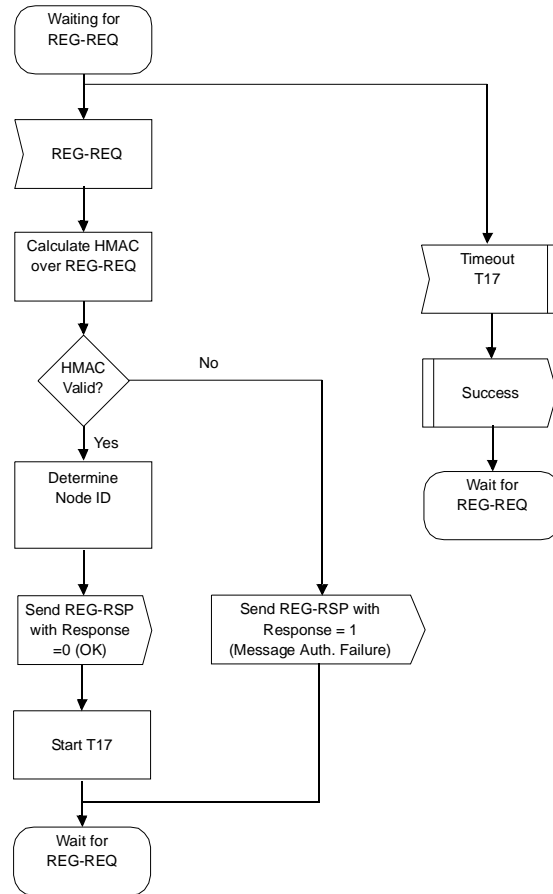 Waiting for
REG-REQ
REG-REQ
Calculate HMAC
over REG-REQ
HMAC
Valid?
No
Yes
Determine
Node ID
Send REG-RSP
with Response
=0 (OK)
Send REG-RSP with
Response = 1
(Message Auth. Failure)
Start T17
Wait for
REG-REQ
Timeout
T17
Success
Wait for
REG-REQ